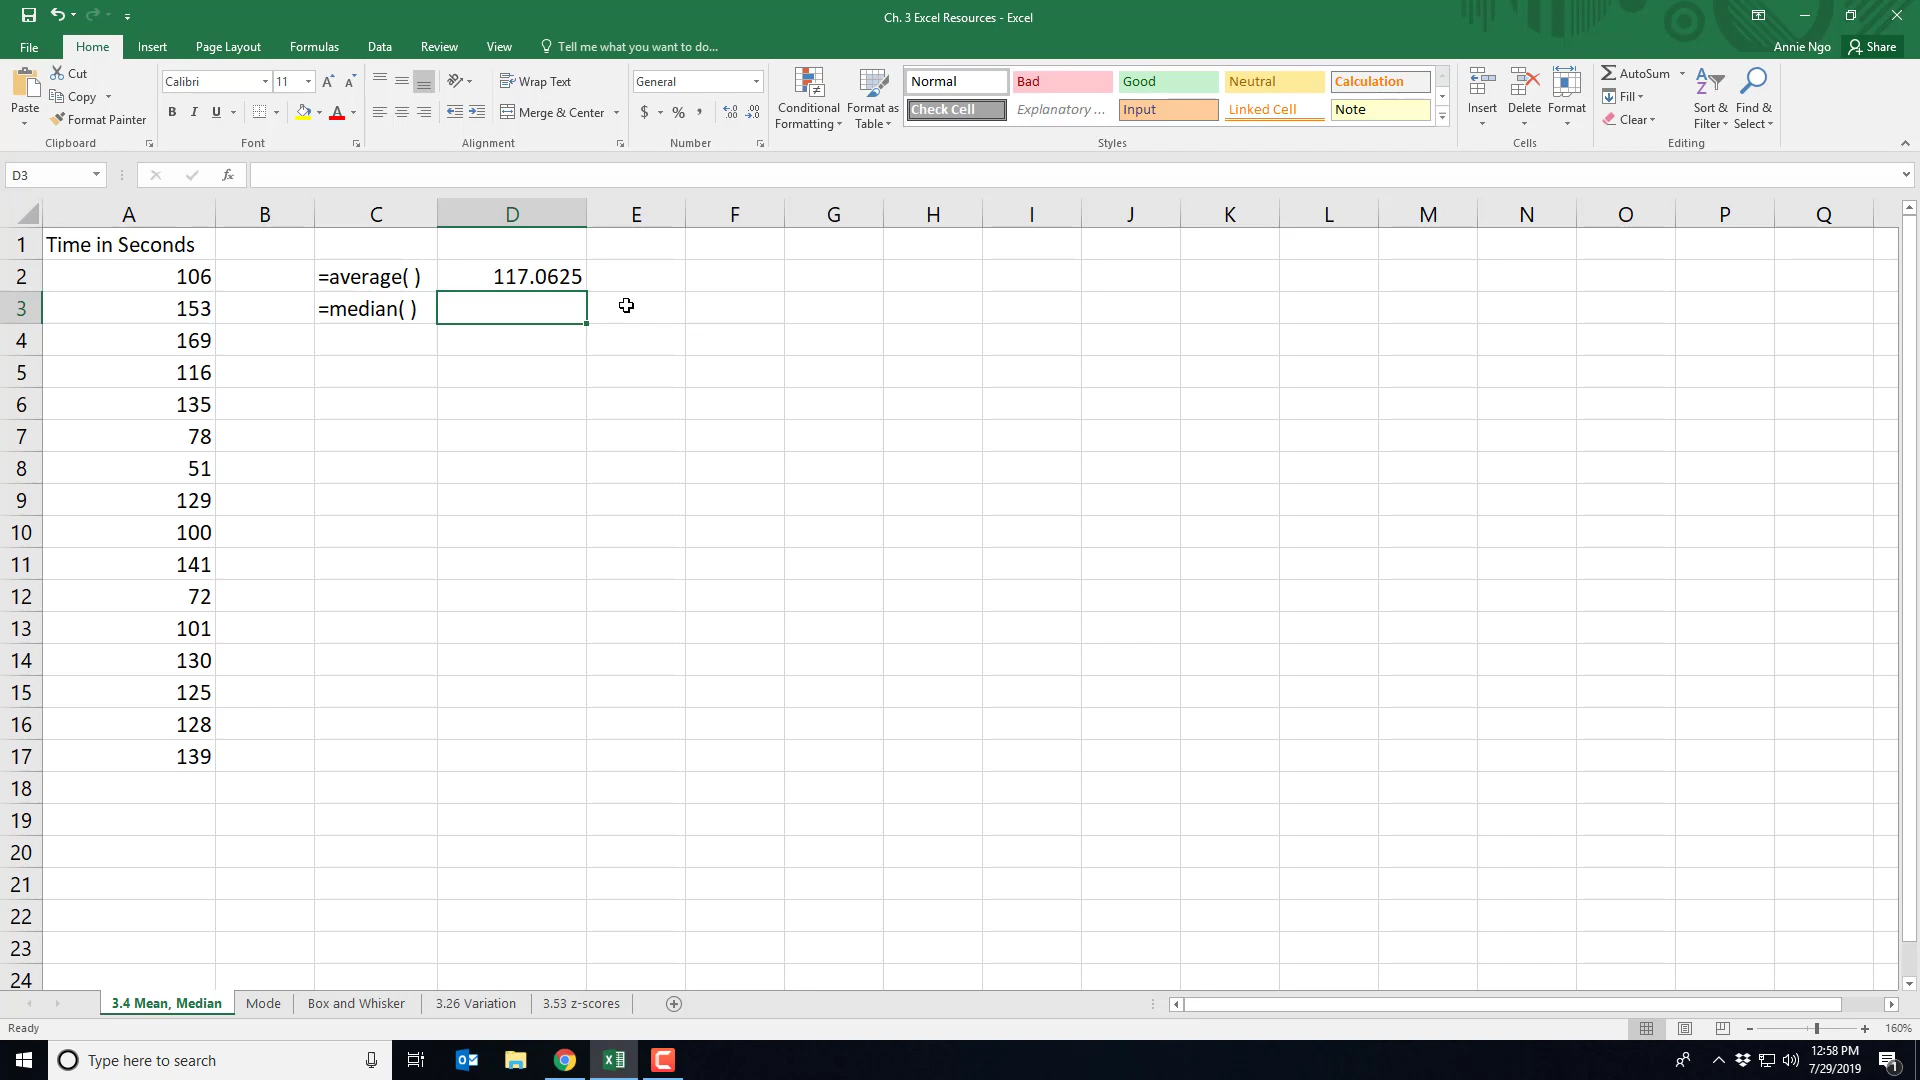 Ch. 3 Excel Resources - Excel
File Home Insert Page Layout Formulas Data Review View Tell me what you want to do... Annie Ngo Share
Paste Cut Copy Format Painter Clipboard
Calibri 11 B I U A Font
Wrap Text Merge & Center Alignment
General $ % , Number
Conditional Formatting Format as Table
Normal Bad Good Neutral Calculation
Check Cell Explanatory ... Input Linked Cell Note
Styles
Insert Delete Format Cells
AutoSum Fill Clear Sort & Filter Find & Select Editing
D3 fx
A B C D E F G H I J K L M N O P Q
1 Time in Seconds
2 106 =average( ) 117.0625
3 153 =median( )
4 169
5 116
6 135
7 78
8 51
9 129
10 100
11 141
12 72
13 101
14 130
15 125
16 128
17 139
18
19
20
21
22
23
24
3.4 Mean, Median Mode Box and Whisker 3.26 Variation 3.53 z-scores
Ready 160%
Type here to search 12:58 PM
7/29/2019 1